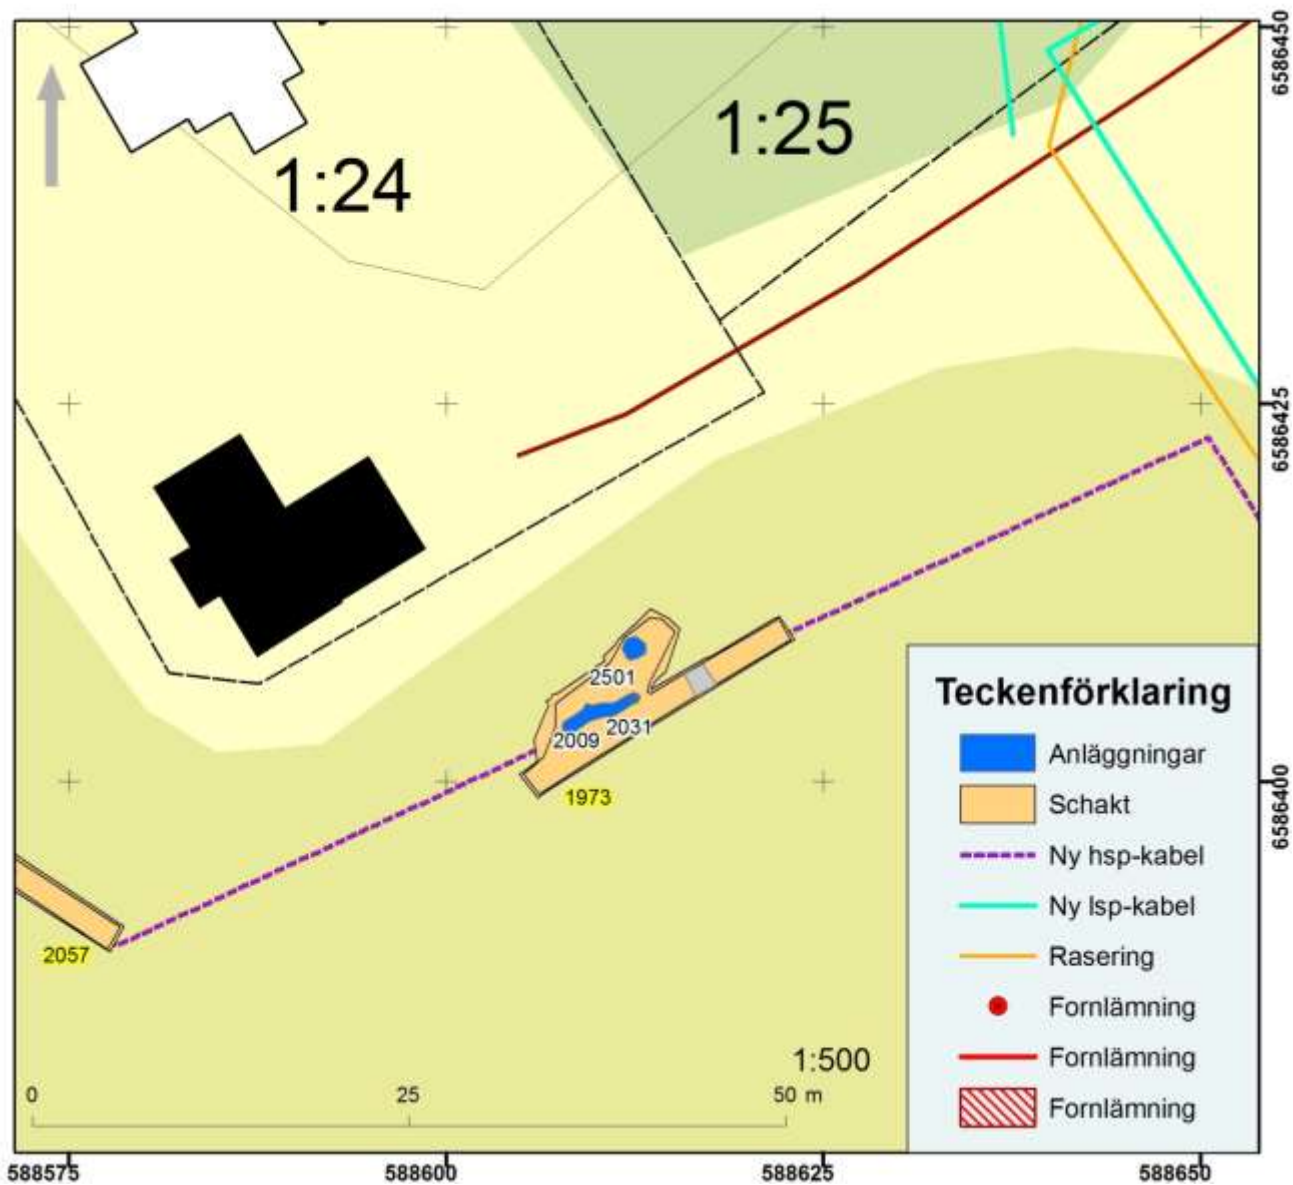 6586450
1:25
1:24
6586425
2501
2031
2009
1973
6586400
2057
Teckenförklaring
Anläggningar
Schakt
Ny hsp-kabel
Ny lsp-kabel
Rasering
Fornlämning
Fornlämning
Fornlämning
1:500
0 25 50 m
588575 588600 588625 588650